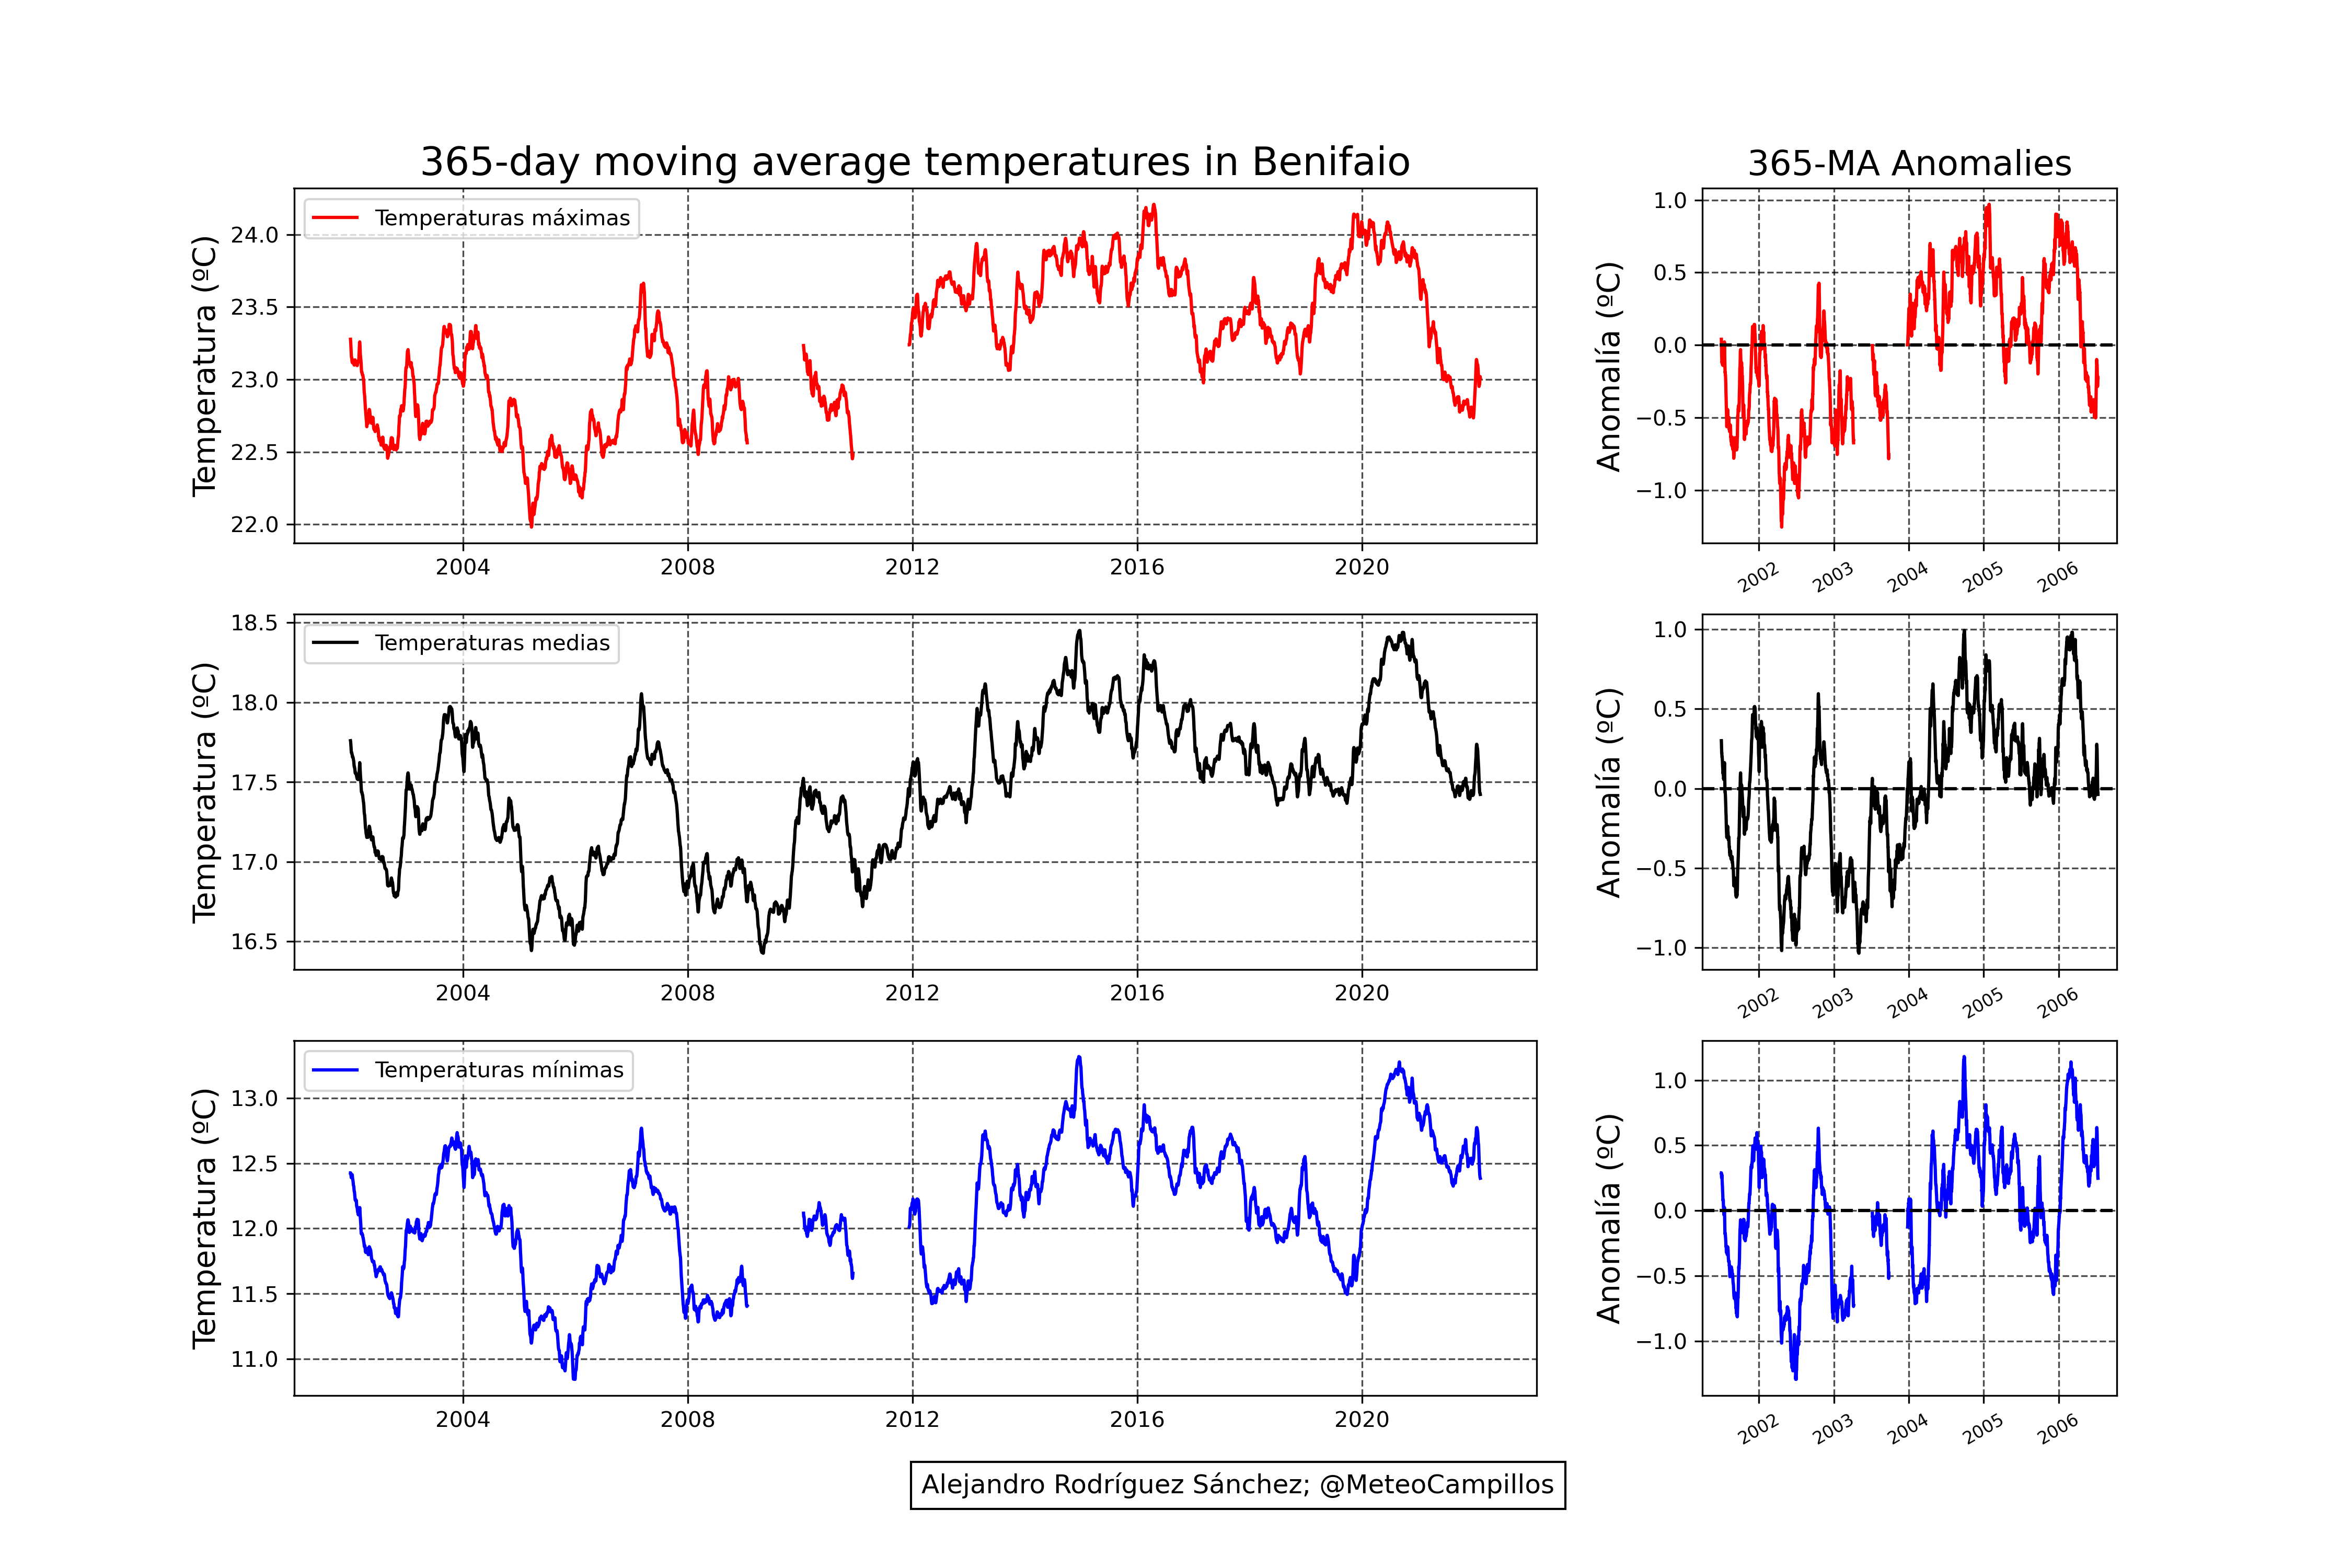 365-day moving average temperatures in Benifaio
365-MA Anomalies
Temperatura (ºC)
24.0
23.5
23.0
22.5
22.0
Temperaturas máximas
2004 2008 2012 2016 2020
Anomalía (ºC)
1.0
0.5
0.0
−0.5
−1.0
2002 2003 2004 2005 2006
Temperatura (ºC)
18.5
18.0
17.5
17.0
16.5
Temperaturas medias
2004 2008 2012 2016 2020
Anomalía (ºC)
1.0
0.5
0.0
−0.5
−1.0
2002 2003 2004 2005 2006
Temperatura (ºC)
13.0
12.5
12.0
11.5
11.0
Temperaturas mínimas
2004 2008 2012 2016 2020
Anomalía (ºC)
1.0
0.5
0.0
−0.5
−1.0
2002 2003 2004 2005 2006
Alejandro Rodríguez Sánchez; @MeteoCampillos